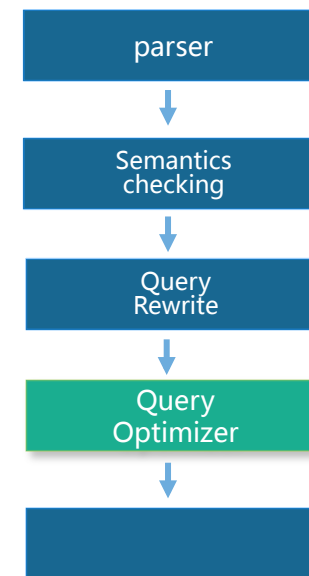 parser
Semantics
checking
Query
Rewrite
Query
Optimizer